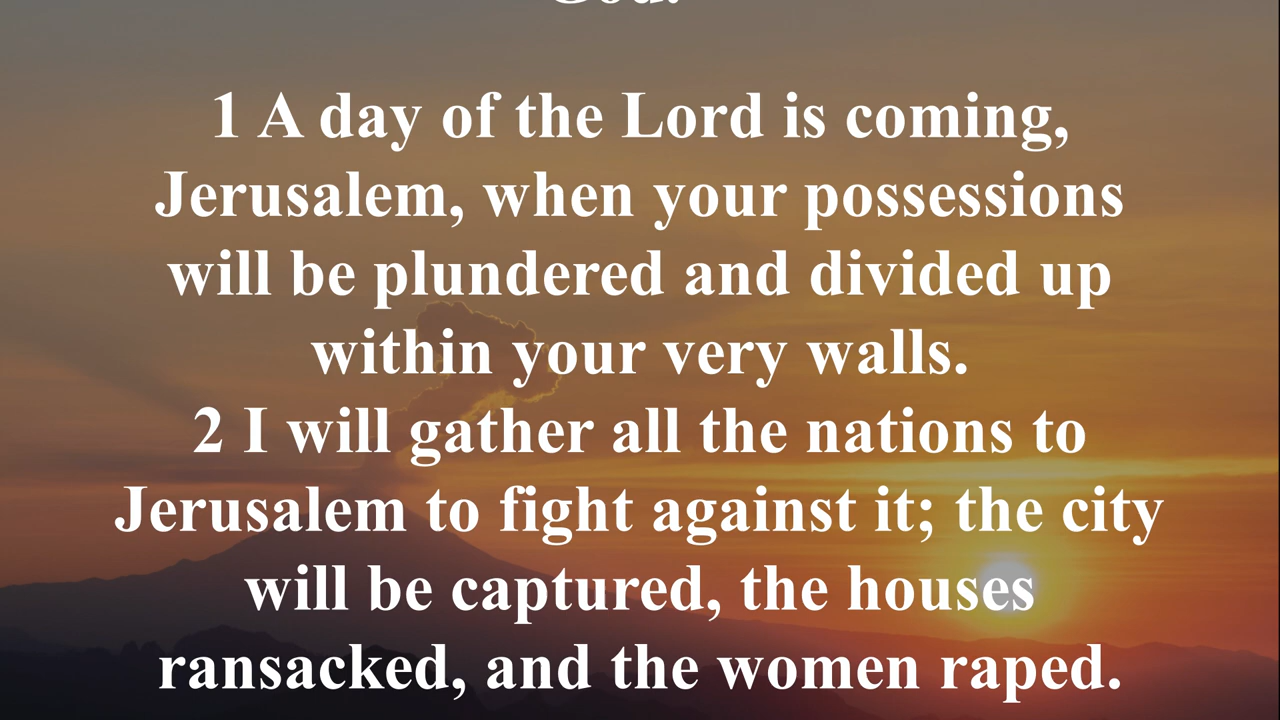 God."
1 A day of the Lord is coming,
Jerusalem, when your possessions
will be plundered and divided up
within your very walls.
2 I will gather all the nations to
Jerusalem to fight against it; the city
will be captured, the houses
ransacked, and the women raped.